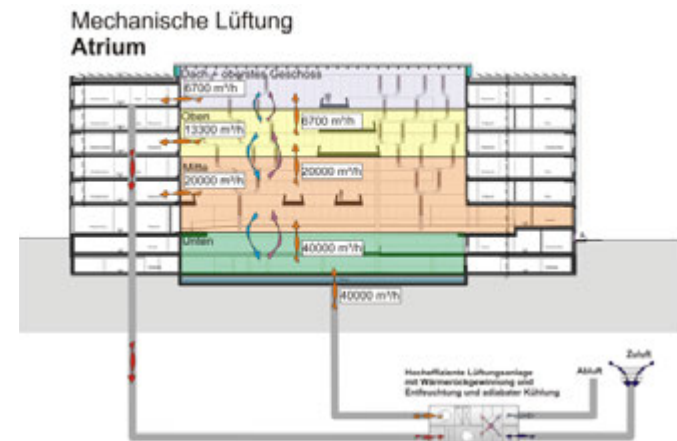 Mechanische Lüftung
Atrium
Dach + oberstes Geschoss
6700 m³/h
Oben
6700 m³/h
13300 m³/h
Mitte
20000 m³/h
20000 m³/h
Unten
40000 m³/h
40000 m³/h
Hocheffiziente Lüftungsanlage
mit Wärmerückgewinnung und
Entfeuchtung und adiabater Kühlung
Abluft
Zuluft